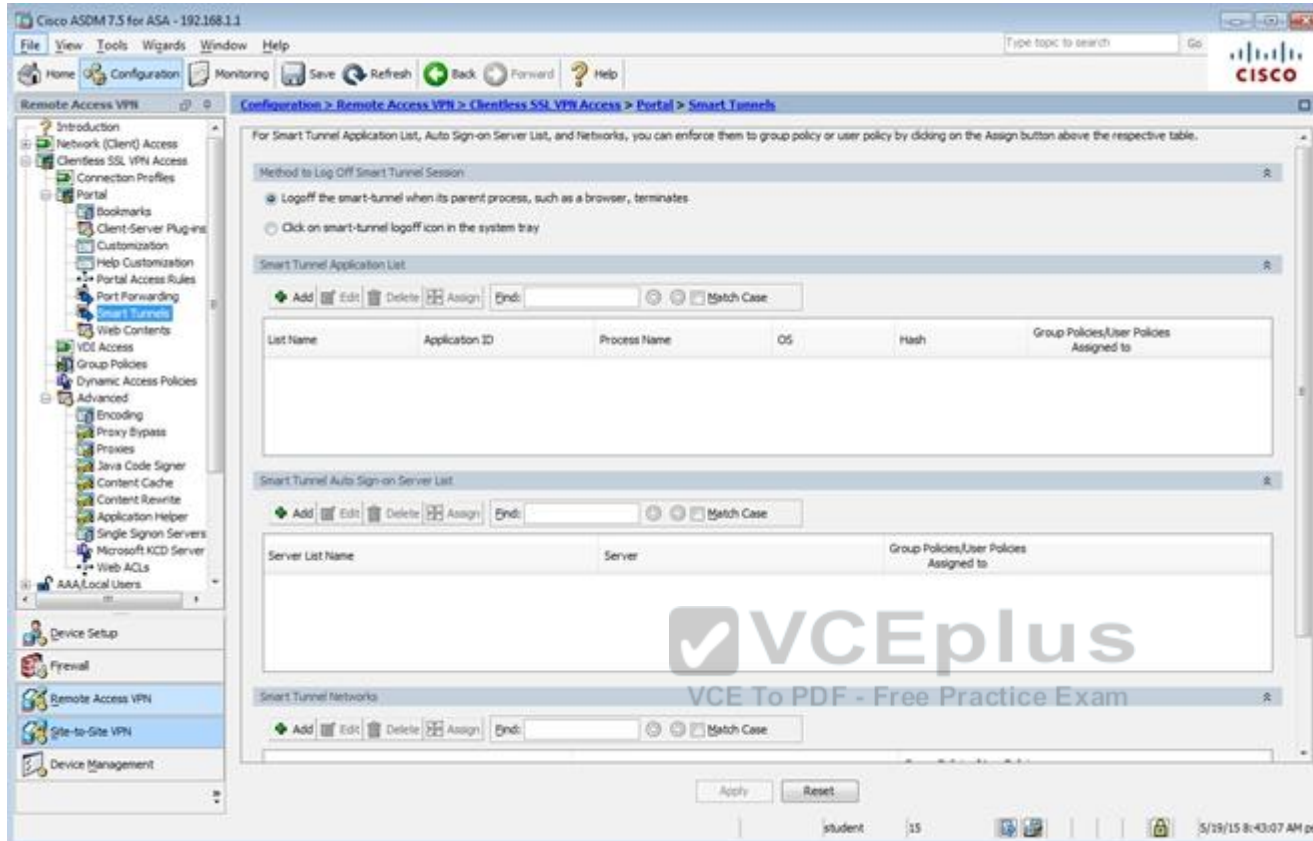 Cisco ASDM 7.5 for ASA - 192.168.1.1
File View Tools Wizards Window Help
Type topic to search Go
Home Configuration Monitoring Save Refresh Back Forward Help
CISCO
Remote Access VPN
Configuration > Remote Access VPN > Clientless SSL VPN Access > Portal > Smart Tunnels
Introduction
Network (Client) Access
Clientless SSL VPN Access
Connection Profiles
Portal
Bookmarks
Client-Server Plug-ins
Customization
Help Customization
Portal Access Rules
Port Forwarding
Smart Tunnels
Web Contents
VDI Access
Group Policies
Dynamic Access Policies
Advanced
Encoding
Proxy Bypass
Proxies
Java Code Signer
Content Cache
Content Rewrite
Application Helper
Single Signon Servers
Microsoft KCD Server
Web ACLs
AAA/Local Users
Device Setup
Firewall
Remote Access VPN
Site-to-Site VPN
Device Management
For Smart Tunnel Application List, Auto Sign-on Server List, and Networks, you can enforce them to group policy or user policy by clicking on the Assign button above the respective table.
Method to Log Off Smart Tunnel Session
Logoff the smart-tunnel when its parent process, such as a browser, terminates
Click on smart-tunnel logoff icon in the system tray
Smart Tunnel Application List
Add Edit Delete Assign Find: Match Case
List Name Application ID Process Name OS Hash Group Policies/User Policies
Assigned to
Smart Tunnel Auto Sign-on Server List
Add Edit Delete Assign Find: Match Case
Server List Name Server Group Policies/User Policies
Assigned to
VCEplus
VCE To PDF - Free Practice Exam
Smart Tunnel Networks
Add Edit Delete Assign Find: Match Case
Apply Reset
student 15 5/19/15 8:43:07 AM